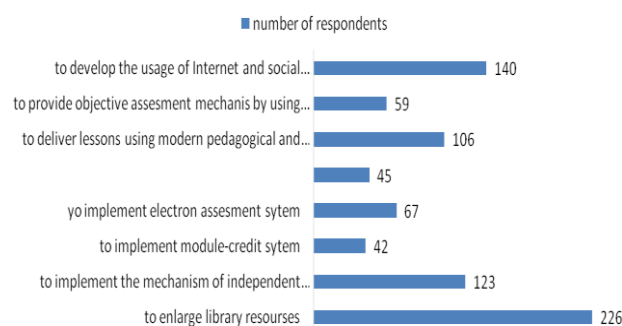 number of respondents
to develop the usage of Internet and social... 140
to provide objective assesment mechanis by using... 59
to deliver lessons using modern pedagogical and... 106
45
yo implement electron assesment sytem 67
to implement module-credit sytem 42
to implement the mechanism of independent... 123
to enlarge library resourses 226